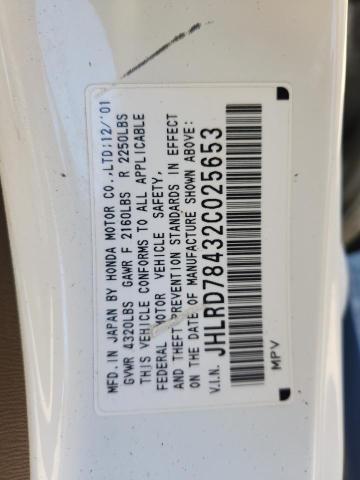 MFD.IN JAPAN BY HONDA MOTOR CO.,LTD;12/'01
GVWR 4320LBS GAWR F 2160LBS R 2250LBS
THIS VEHICLE CONFORMS TO ALL APPLICABLE
FEDERAL MOTOR VEHICLE SAFETY,
AND THEFT PREVENTION STANDARDS IN EFFECT
ON THE DATE OF MANUFACTURE SHOWN ABOVE.
V.I.N. JHLRD78432C025653
MPV